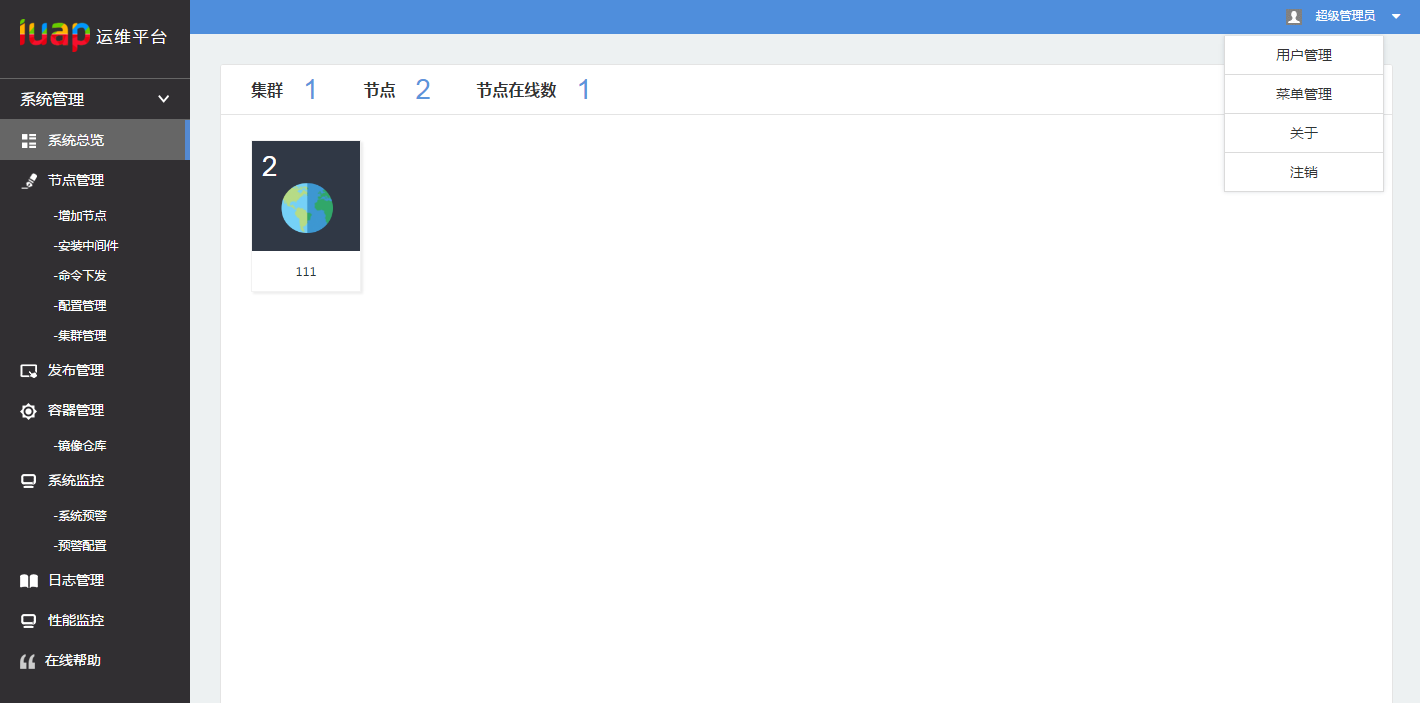 iuap 运维平台
超级管理员
用户管理
菜单管理
关于
注销
系统管理
系统总览
节点管理
-增加节点
-安装中间件
-命令下发
-配置管理
-集群管理
发布管理
容器管理
-镜像仓库
系统监控
-系统预警
-预警配置
日志管理
性能监控
在线帮助
集群 1 节点 2 节点在线数 1
2
111